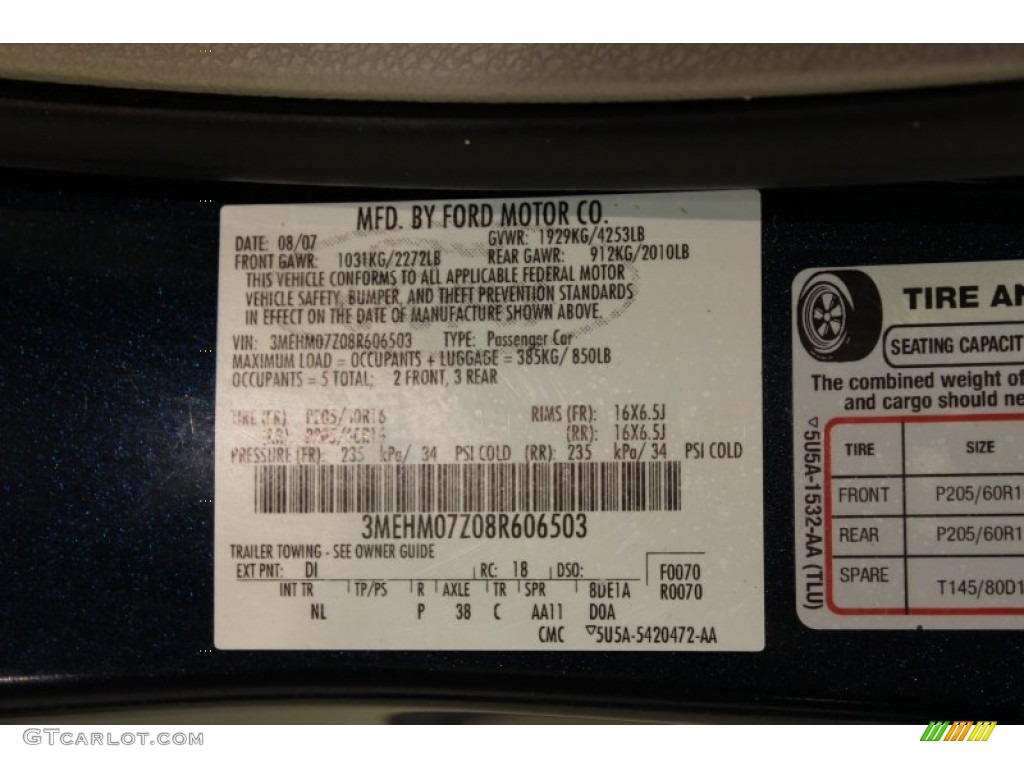 MFD. BY FORD MOTOR CO.
DATE: 08/07 GVWR: 1929KG/4253LB
FRONT GAWR: 1031KG/2272LB REAR GAWR: 912KG/2010LB
THIS VEHICLE CONFORMS TO ALL APPLICABLE FEDERAL MOTOR
VEHICLE SAFETY, BUMPER, AND THEFT PREVENTION STANDARDS
IN EFFECT ON THE DATE OF MANUFACTURE SHOWN ABOVE.
VIN: 3MEHM07Z08R606503 TYPE: Passenger Car
MAXIMUM LOAD = OCCUPANTS + LUGGAGE = 385KG/ 850LB
OCCUPANTS = 5 TOTAL; 2 FRONT, 3 REAR
RIMS (FR): 16X6.5J
(RR): 16X6.5J
PRESSURE (FR): 235 kPa/ 34 PSI COLD (RR): 235 kPa/ 34 PSI COLD
3MEHM07Z08R606503
TRAILER TOWING - SEE OWNER GUIDE
EXT PNT: DI RC: 18 DSO: F0070
INT TR TP/PS R AXLE TR SPR 8DE1A R0070
NL P 38 C AA11 D0A
CMC ▽5U5A-5420472-AA
TIRE AN
SEATING CAPACIT
The combined weight of
and cargo should ne
▽5U5A-1532-AA (TLU)
TIRE SIZE
FRONT P205/60R1
REAR P205/60R1
SPARE T145/80D1
GTcarlot.com